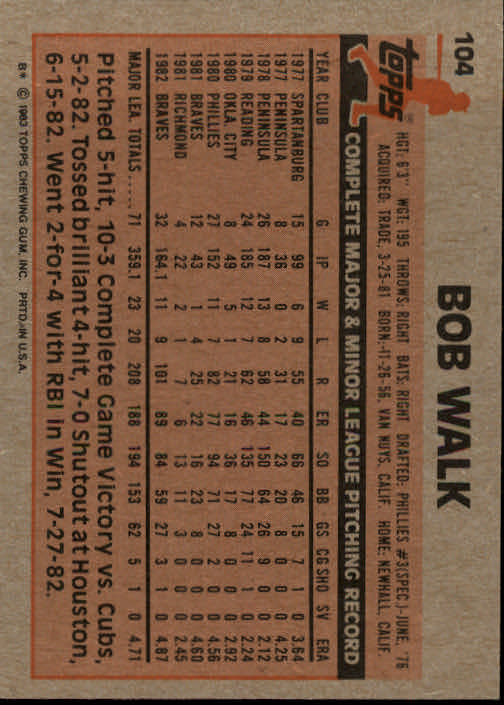 104
BOB WALK
TOPPS®
HGT: 6'3" WGT: 195 THROWS: RIGHT BATS: RIGHT DRAFTED: PHILLIES #3(SPEC)-JUNE, '76
ACQUIRED: TRADE, 3-25-81 BORN:-11-26-56, VAN NUYS, CALIF. HOME: NEWHALL, CALIF.
COMPLETE MAJOR & MINOR LEAGUE PITCHING RECORD
YEAR CLUB G IP W L R ER SO BB GS CG SHO SV ERA
1977 SPARTANBURG 15 99 6 9 55 40 66 46 15 7 1 0 3.64
1977 PENINSULA 8 36 0 2 31 17 23 20 8 0 0 0 4.25
1978 PENINSULA 26 187 13 8 58 44 150 64 26 9 0 0 2.12
1979 READING 24 185 12 7 62 46 135 77 24 11 1 0 2.24
1980 OKLA. CITY 8 49 5 1 21 16 36 17 8 0 0 0 2.92
1980 PHILLIES 27 152 11 7 82 77 94 71 27 2 0 0 4.56
1981 BRAVES 12 43 1 4 25 22 16 23 8 0 0 0 4.60
1981 RICHMOND 4 22 2 1 7 6 13 11 3 0 0 0 2.45
1982 BRAVES 32 164.1 11 9 101 89 84 59 27 3 1 0 4.87
MAJOR LEA. TOTALS..... 71 359.1 23 20 208 188 194 153 62 5 1 0 4.71
Pitched 5-hit, 10-3 Complete Game Victory vs. Cubs,
5-2-82. Tossed brilliant 4-hit, 7-0 Shutout at Houston,
6-15-82. Went 2-for-4 with RBI in Win, 7-27-82.
B* © 1983 TOPPS CHEWING GUM, INC. PRTD. IN U.S.A.